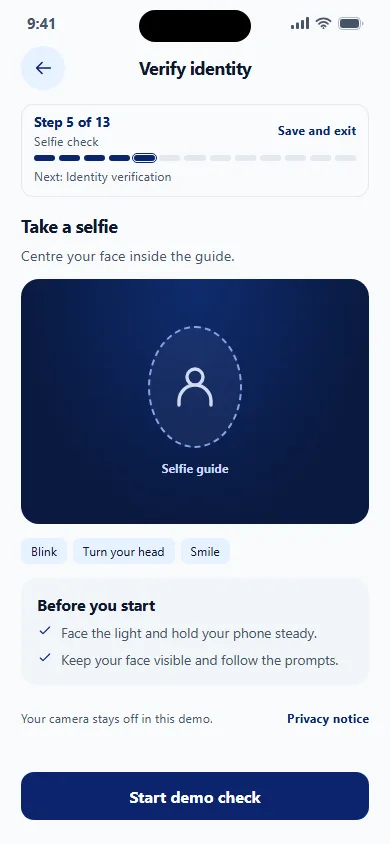 9:41
Verify identity
Step 5 of 13
Save and exit
Selfie check
Next: Identity verification
Take a selfie
Centre your face inside the guide.
Selfie guide
Blink
Turn your head
Smile
Before you start
Face the light and hold your phone steady.
Keep your face visible and follow the prompts.
Your camera stays off in this demo.
Privacy notice
Start demo check